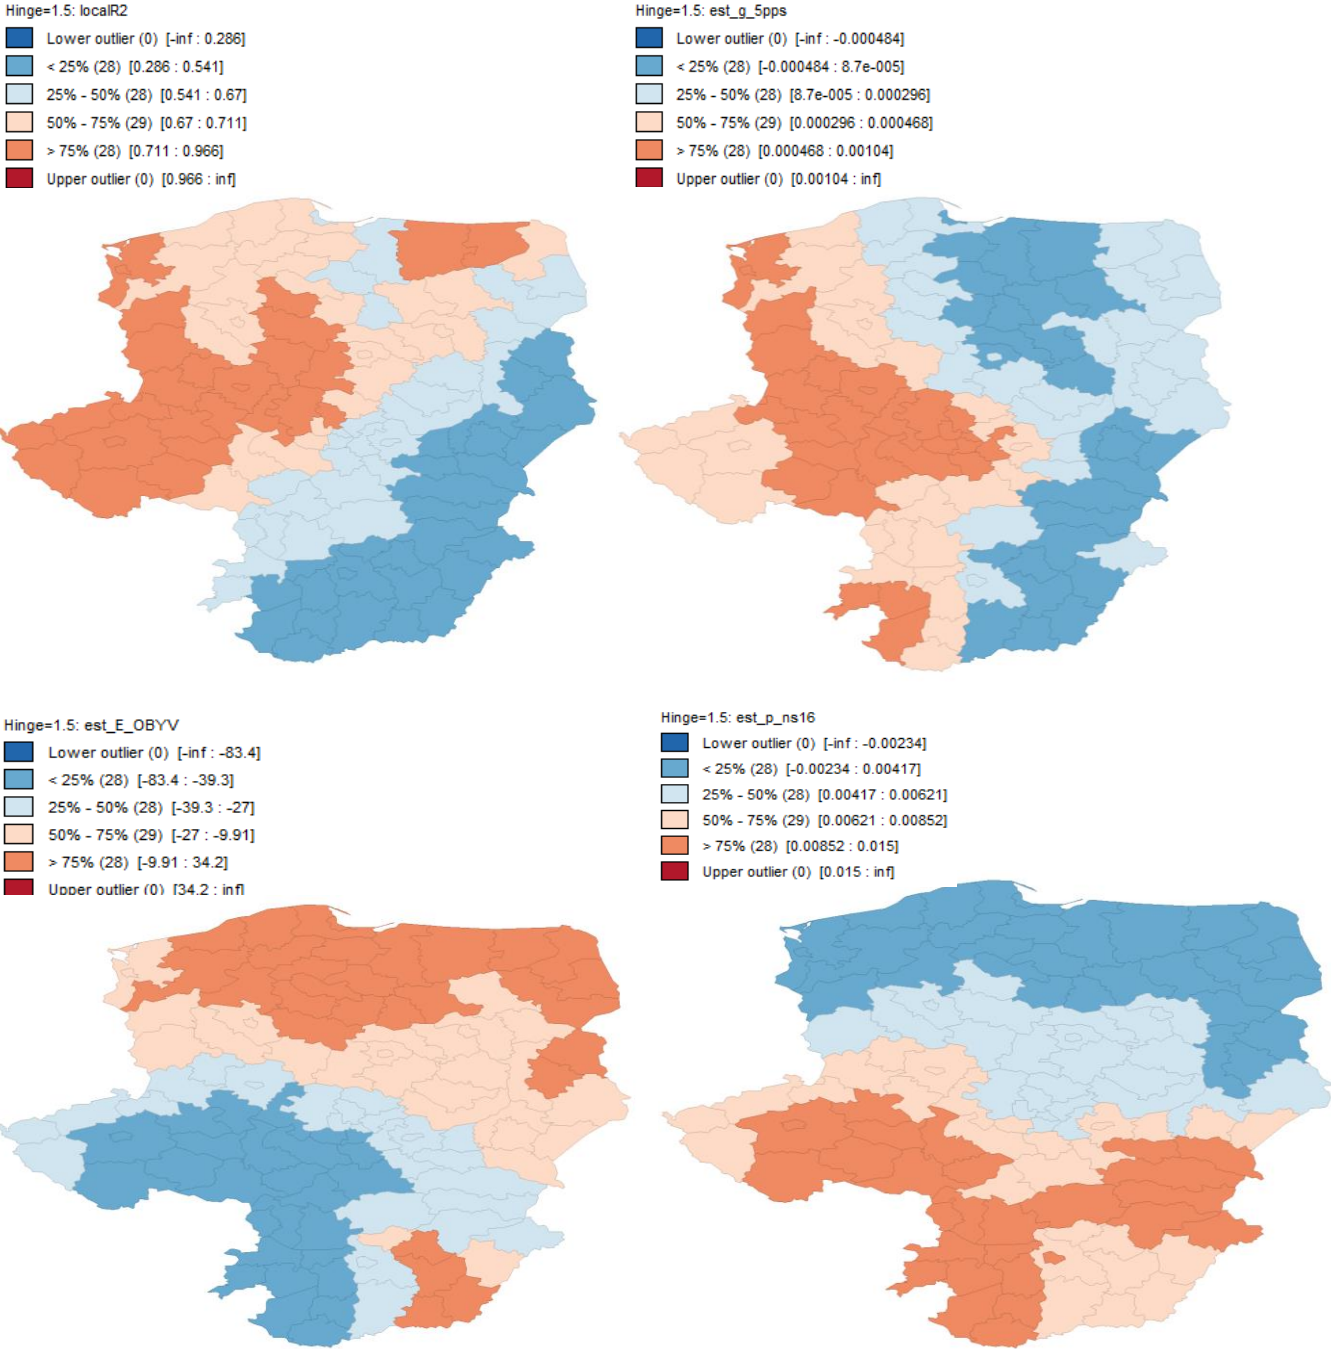 Hinge=1.5: localR2
Lower outlier (0) [-inf : 0.286]
< 25% (28) [0.286 : 0.541]
25% - 50% (28) [0.541 : 0.67]
50% - 75% (29) [0.67 : 0.711]
> 75% (28) [0.711 : 0.966]
Upper outlier (0) [0.966 : inf]
Hinge=1.5: est_g_5pps
Lower outlier (0) [-inf : -0.000484]
< 25% (28) [-0.000484 : 8.7e-005]
25% - 50% (28) [8.7e-005 : 0.000296]
50% - 75% (29) [0.000296 : 0.000468]
> 75% (28) [0.000468 : 0.00104]
Upper outlier (0) [0.00104 : inf]
Hinge=1.5: est_E_OBYV
Lower outlier (0) [-inf : -83.4]
< 25% (28) [-83.4 : -39.3]
25% - 50% (28) [-39.3 : -27]
50% - 75% (29) [-27 : -9.91]
> 75% (28) [-9.91 : 34.2]
Upper outlier (0) [34.2 : inf]
Hinge=1.5: est_p_ns16
Lower outlier (0) [-inf : -0.00234]
< 25% (28) [-0.00234 : 0.00417]
25% - 50% (28) [0.00417 : 0.00621]
50% - 75% (29) [0.00621 : 0.00852]
> 75% (28) [0.00852 : 0.015]
Upper outlier (0) [0.015 : inf]